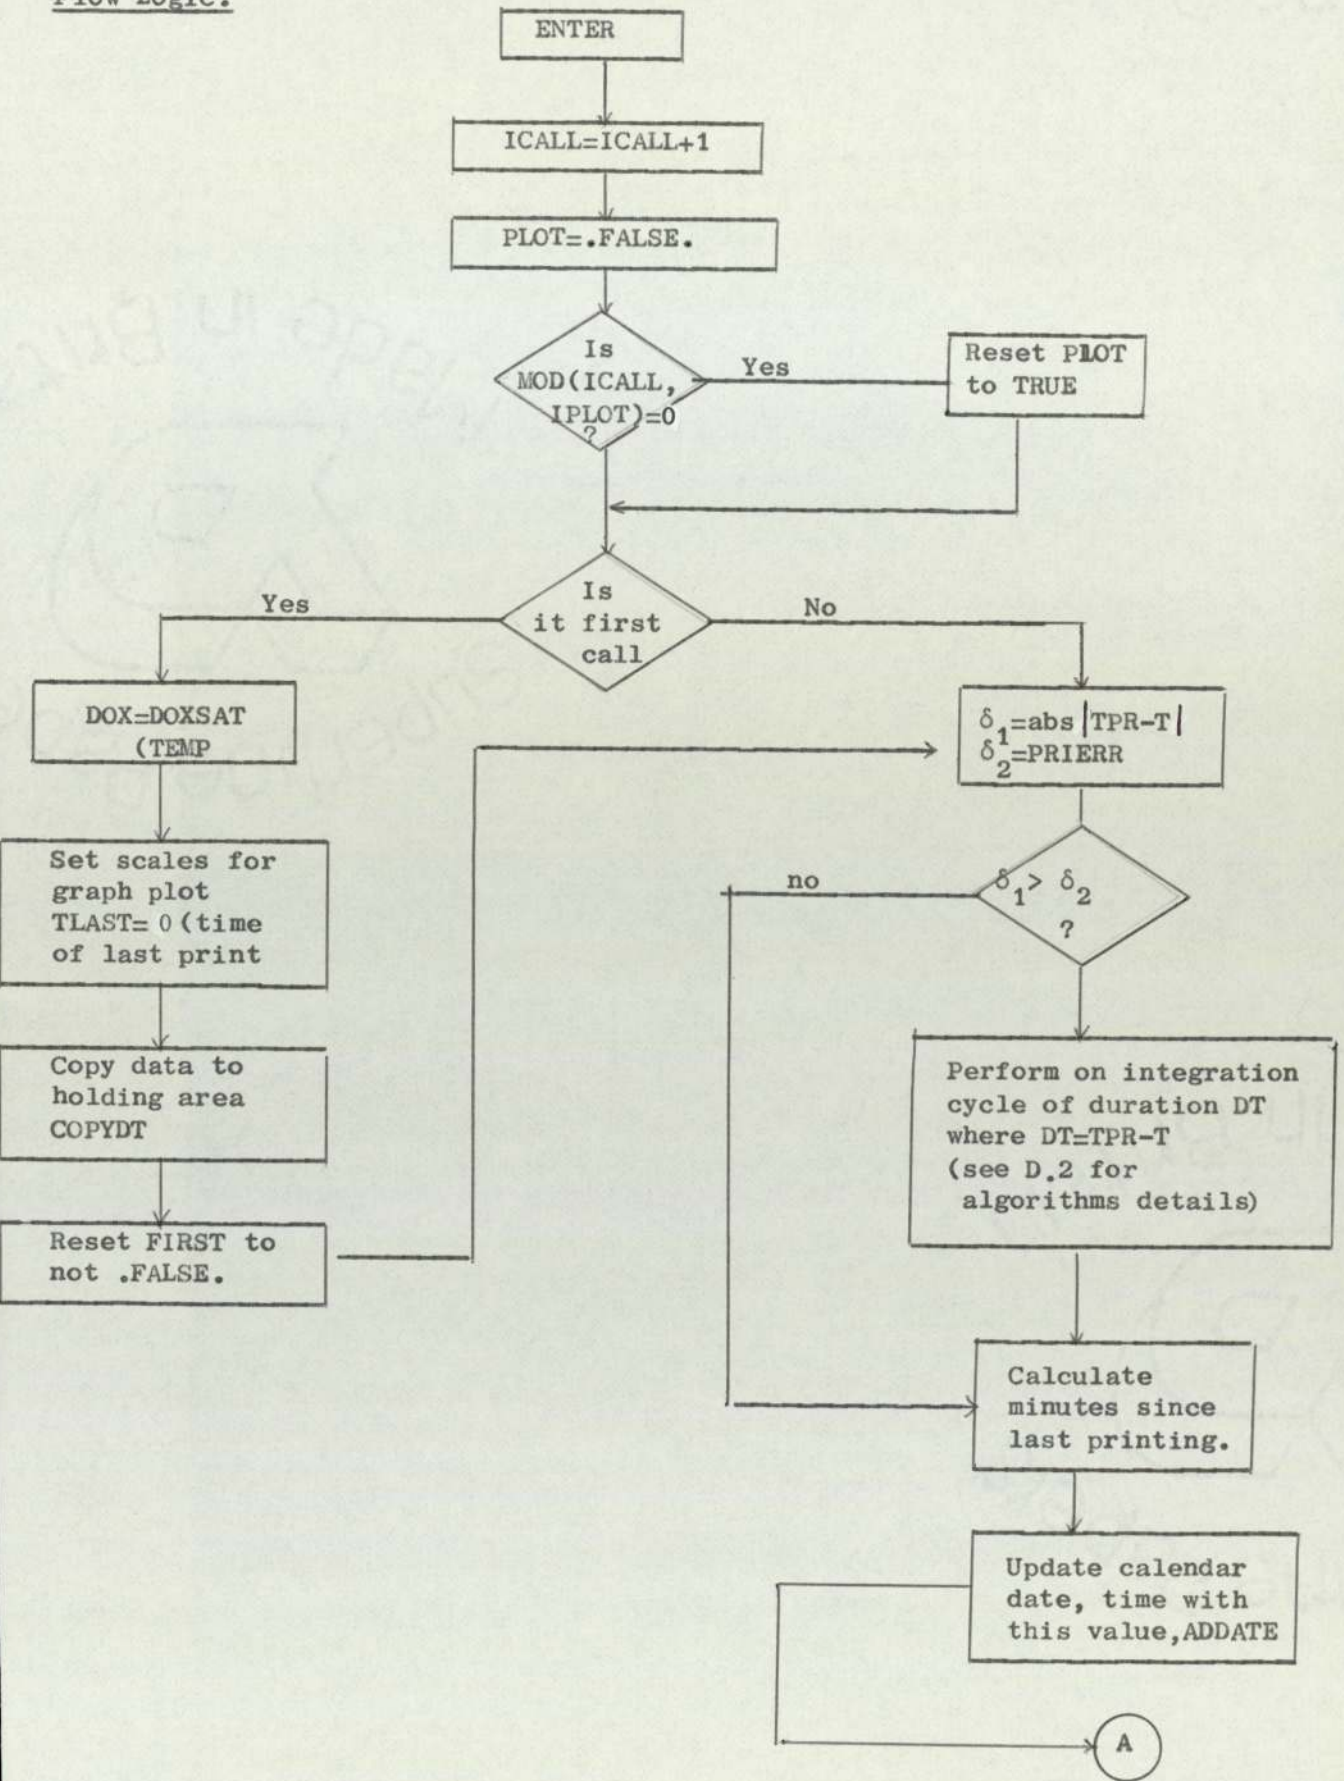 Flow Logic:
ENTER
ICALL=ICALL+1
PLOT=.FALSE.
Is
MOD(ICALL,
IPLOT)=0
?
Yes
Reset PLOT
to TRUE
Is
it first
call
Yes
No
DOX=DOXSAT
(TEMP
Set scales for
graph plot
TLAST= 0 (time
of last print
Copy data to
holding area
COPYDT
Reset FIRST to
not .FALSE.
δ1=abs|TPR-T|
δ2=PRIERR
δ1> δ2
?
no
Perform on integration
cycle of duration DT
where DT=TPR-T
(see D.2 for
algorithms details)
Calculate
minutes since
last printing.
Update calendar
date, time with
this value,ADDATE
A